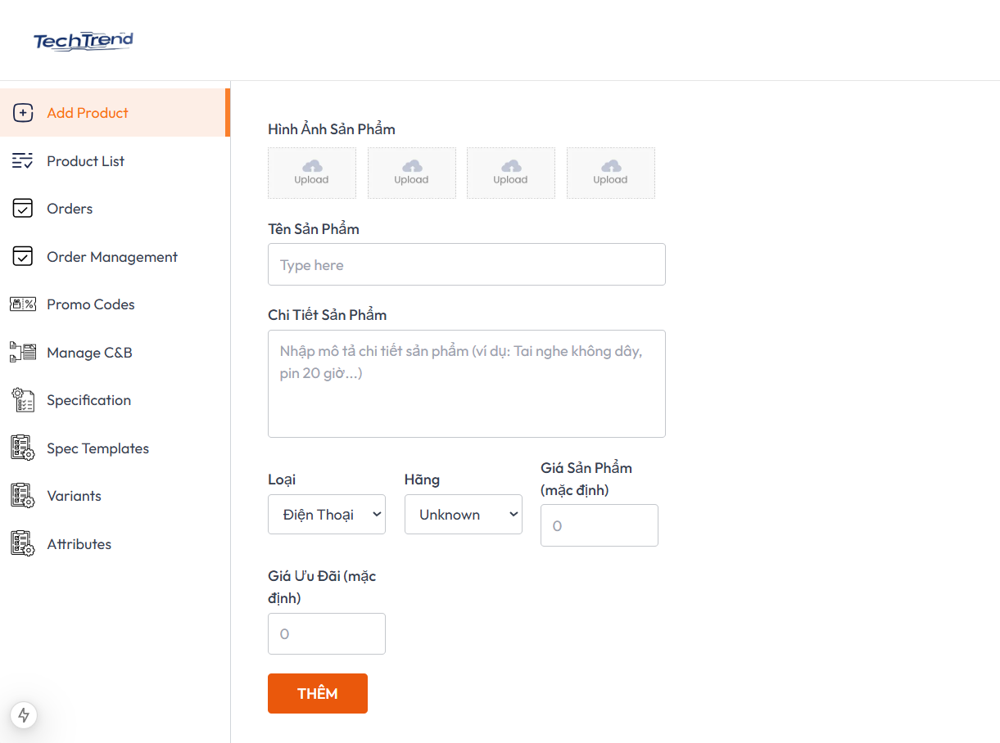 TechTrend
Add Product
Product List
Orders
Order Management
Promo Codes
Manage C&B
Specification
Spec Templates
Variants
Attributes
Hình Ảnh Sản Phẩm
Upload Upload Upload Upload
Tên Sản Phẩm
Type here
Chi Tiết Sản Phẩm
Nhập mô tả chi tiết sản phẩm (ví dụ: Tai nghe không dây,
pin 20 giờ...)
Loại
Điện Thoại
Hãng
Unknown
Giá Sản Phẩm
(mặc định)
0
Giá Ưu Đãi (mặc
định)
0
THÊM